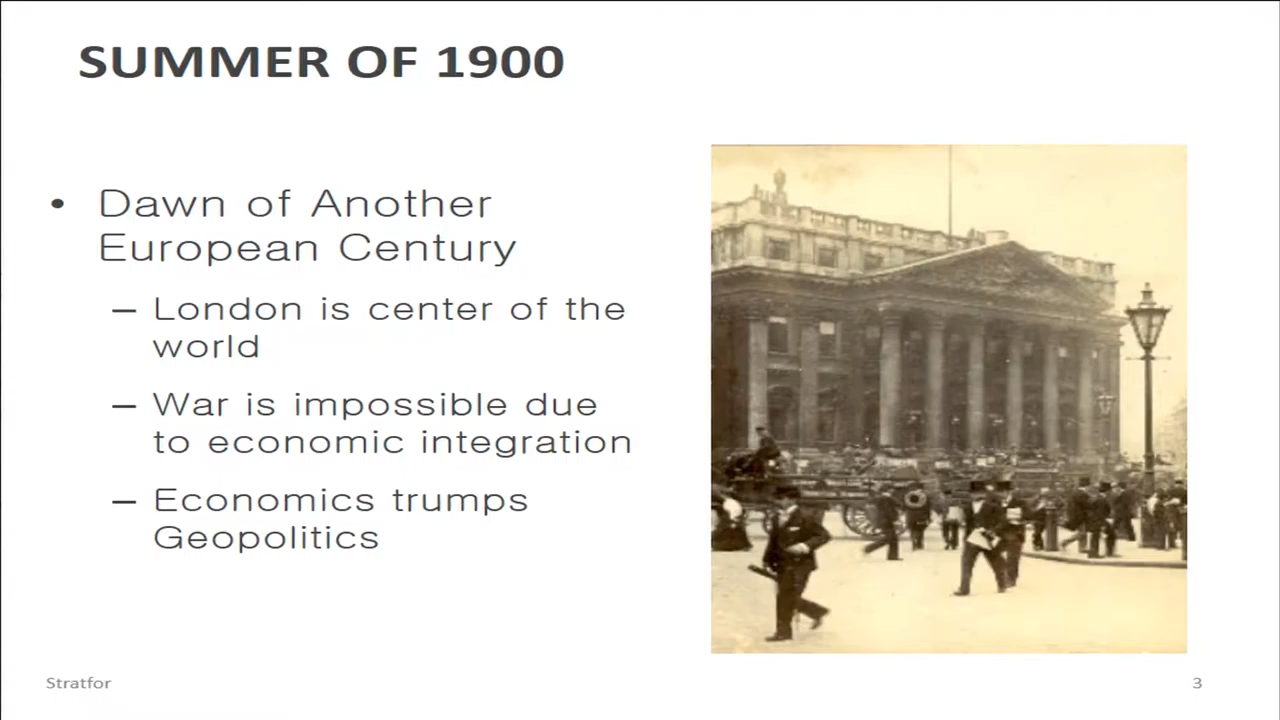 SUMMER OF 1900
• Dawn of Another
European Century
– London is center of the
world
– War is impossible due
to economic integration
– Economics trumps
Geopolitics
Stratfor
3